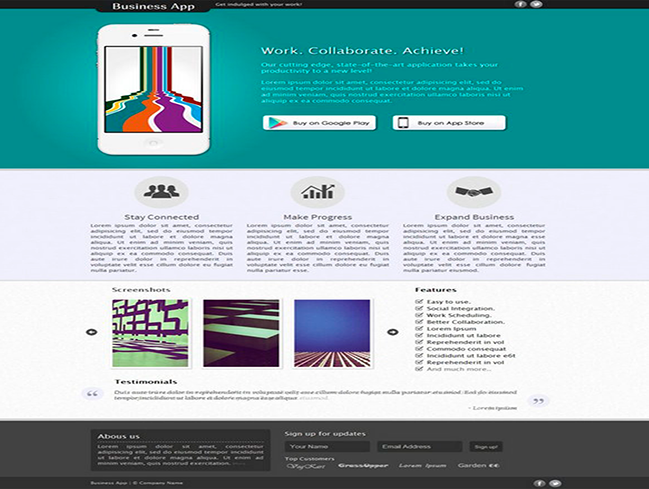 Business App
Get indulged with your work!
Work. Collaborate. Achieve!
Our cutting edge, state-of-the-art application takes your
productivity to a new level!
Lorem ipsum dolor sit amet, consectetur adipisicing elit, sed do
eiusmod tempor incididunt ut labore et dolore magna aliqua. Ut enim
ad minim veniam, quis nostrud exercitation ullamco laboris nisi ut
aliquip ex ea commodo consequat.
Buy on Google Play
Buy on App Store
Stay Connected
Lorem ipsum dolor sit amet, consectetur
adipisicing elit, sed do eiusmod tempor
incididunt ut labore et dolore magna
aliqua. Ut enim ad minim veniam, quis
nostrud exercitation ullamco laboris nisi ut
aliquip ex ea commodo consequat. Duis
aute irure dolor in reprehenderit in
voluptate velit esse cillum dolore eu fugiat
nulla pariatur.
Make Progress
Lorem ipsum dolor sit amet, consectetur
adipisicing elit, sed do eiusmod tempor
incididunt ut labore et dolore magna
aliqua. Ut enim ad minim veniam, quis
nostrud exercitation ullamco laboris nisi ut
aliquip ex ea commodo consequat. Duis
aute irure dolor in reprehenderit in
voluptate velit esse cillum dolore fugiat
nulla esse.
Expand Business
Lorem ipsum dolor sit amet, consectetur
adipisicing elit, sed do eiusmod tempor
incididunt ut labore et dolore magna esse
aliqua. Ut enim ad minim veniam, quis
nostrud exercitation ullamco laboris nisi ut
aliquip ex ea commodo consequat. Duis
aute irure dolor in reprehenderit in
voluptate velit esse cillum dolore eu fugiat
nulla pariatur eiusmod.
Screenshots
Features
Easy to use.
Social Integration.
Work Scheduling.
Better Collaboration.
Lorem Ipsum
Incididunt ut labore
Reprehenderit in vol
Commodo consequat
Incididunt ut labore e6t
Reprehenderit in vol
And much more...
Testimonials
Duis aute irure dolor in reprehenderit in voluptate velit esse cillum dolore fugiat nulla pariatur eiusmod. Sed do eiusmod
tempor incididunt ut labore et dolore magna esse aliqua eiusmod.
- Lorem ipsum
Abous us
Lorem ipsum dolor sit amet, consectetur
adipisicing elit, sed do eiusmod tempor
incididunt ut labore et dolore magna
aliqua. Ut enim ad minim veniam, quis
nostrud exercitation ullamco laboris
Sign up for updates
Your Name
Email Address
Sign up!
Top Customers
GrassUpper
Lorem Ipsum
Garden
Business App | © Company Name